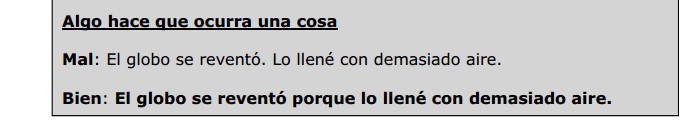 Algo hace que ocurra una cosa
Mal: El globo se reventó. Lo llené con demasiado aire.
Bien: El globo se reventó porque lo llené con demasiado aire.